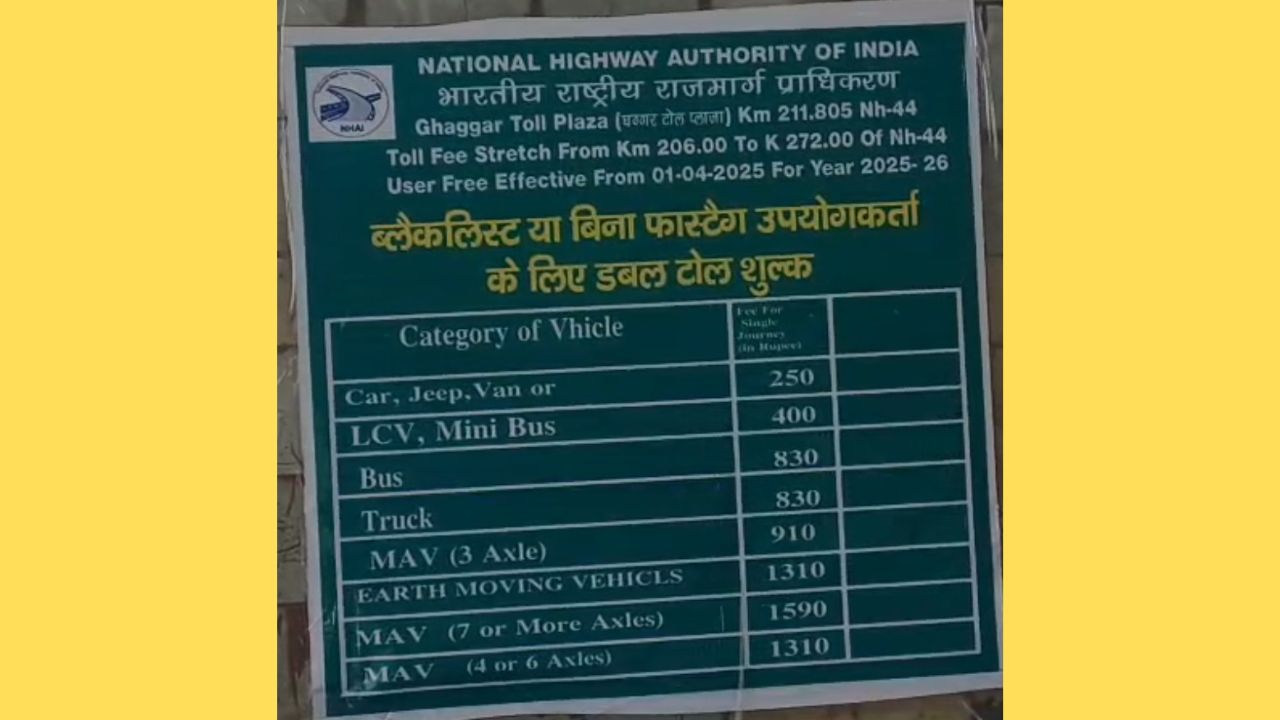 NATIONAL HIGHWAY AUTHORITY OF INDIA
भारतीय राष्ट्रीय राजमार्ग प्राधिकरण
NHAI
Ghaggar Toll Plaza (घग्गर टोल प्लाजा) Km 211.805 Nh-44
Toll Fee Stretch From Km 206.00 To K 272.00 Of Nh-44
User Free Effective From 01-04-2025 For Year 2025- 26
ब्लैकलिस्ट या बिना फास्टैग उपयोगकर्ता
के लिए डबल टोल शुल्क
Category of Vhicle
Fee For
Single
Journey
(in Rupee)
Car, Jeep,Van or 250
LCV, Mini Bus 400
Bus 830
Truck 830
MAV (3 Axle) 910
EARTH MOVING VEHICLS 1310
MAV (7 or More Axles) 1590
MAV (4 or 6 Axles) 1310